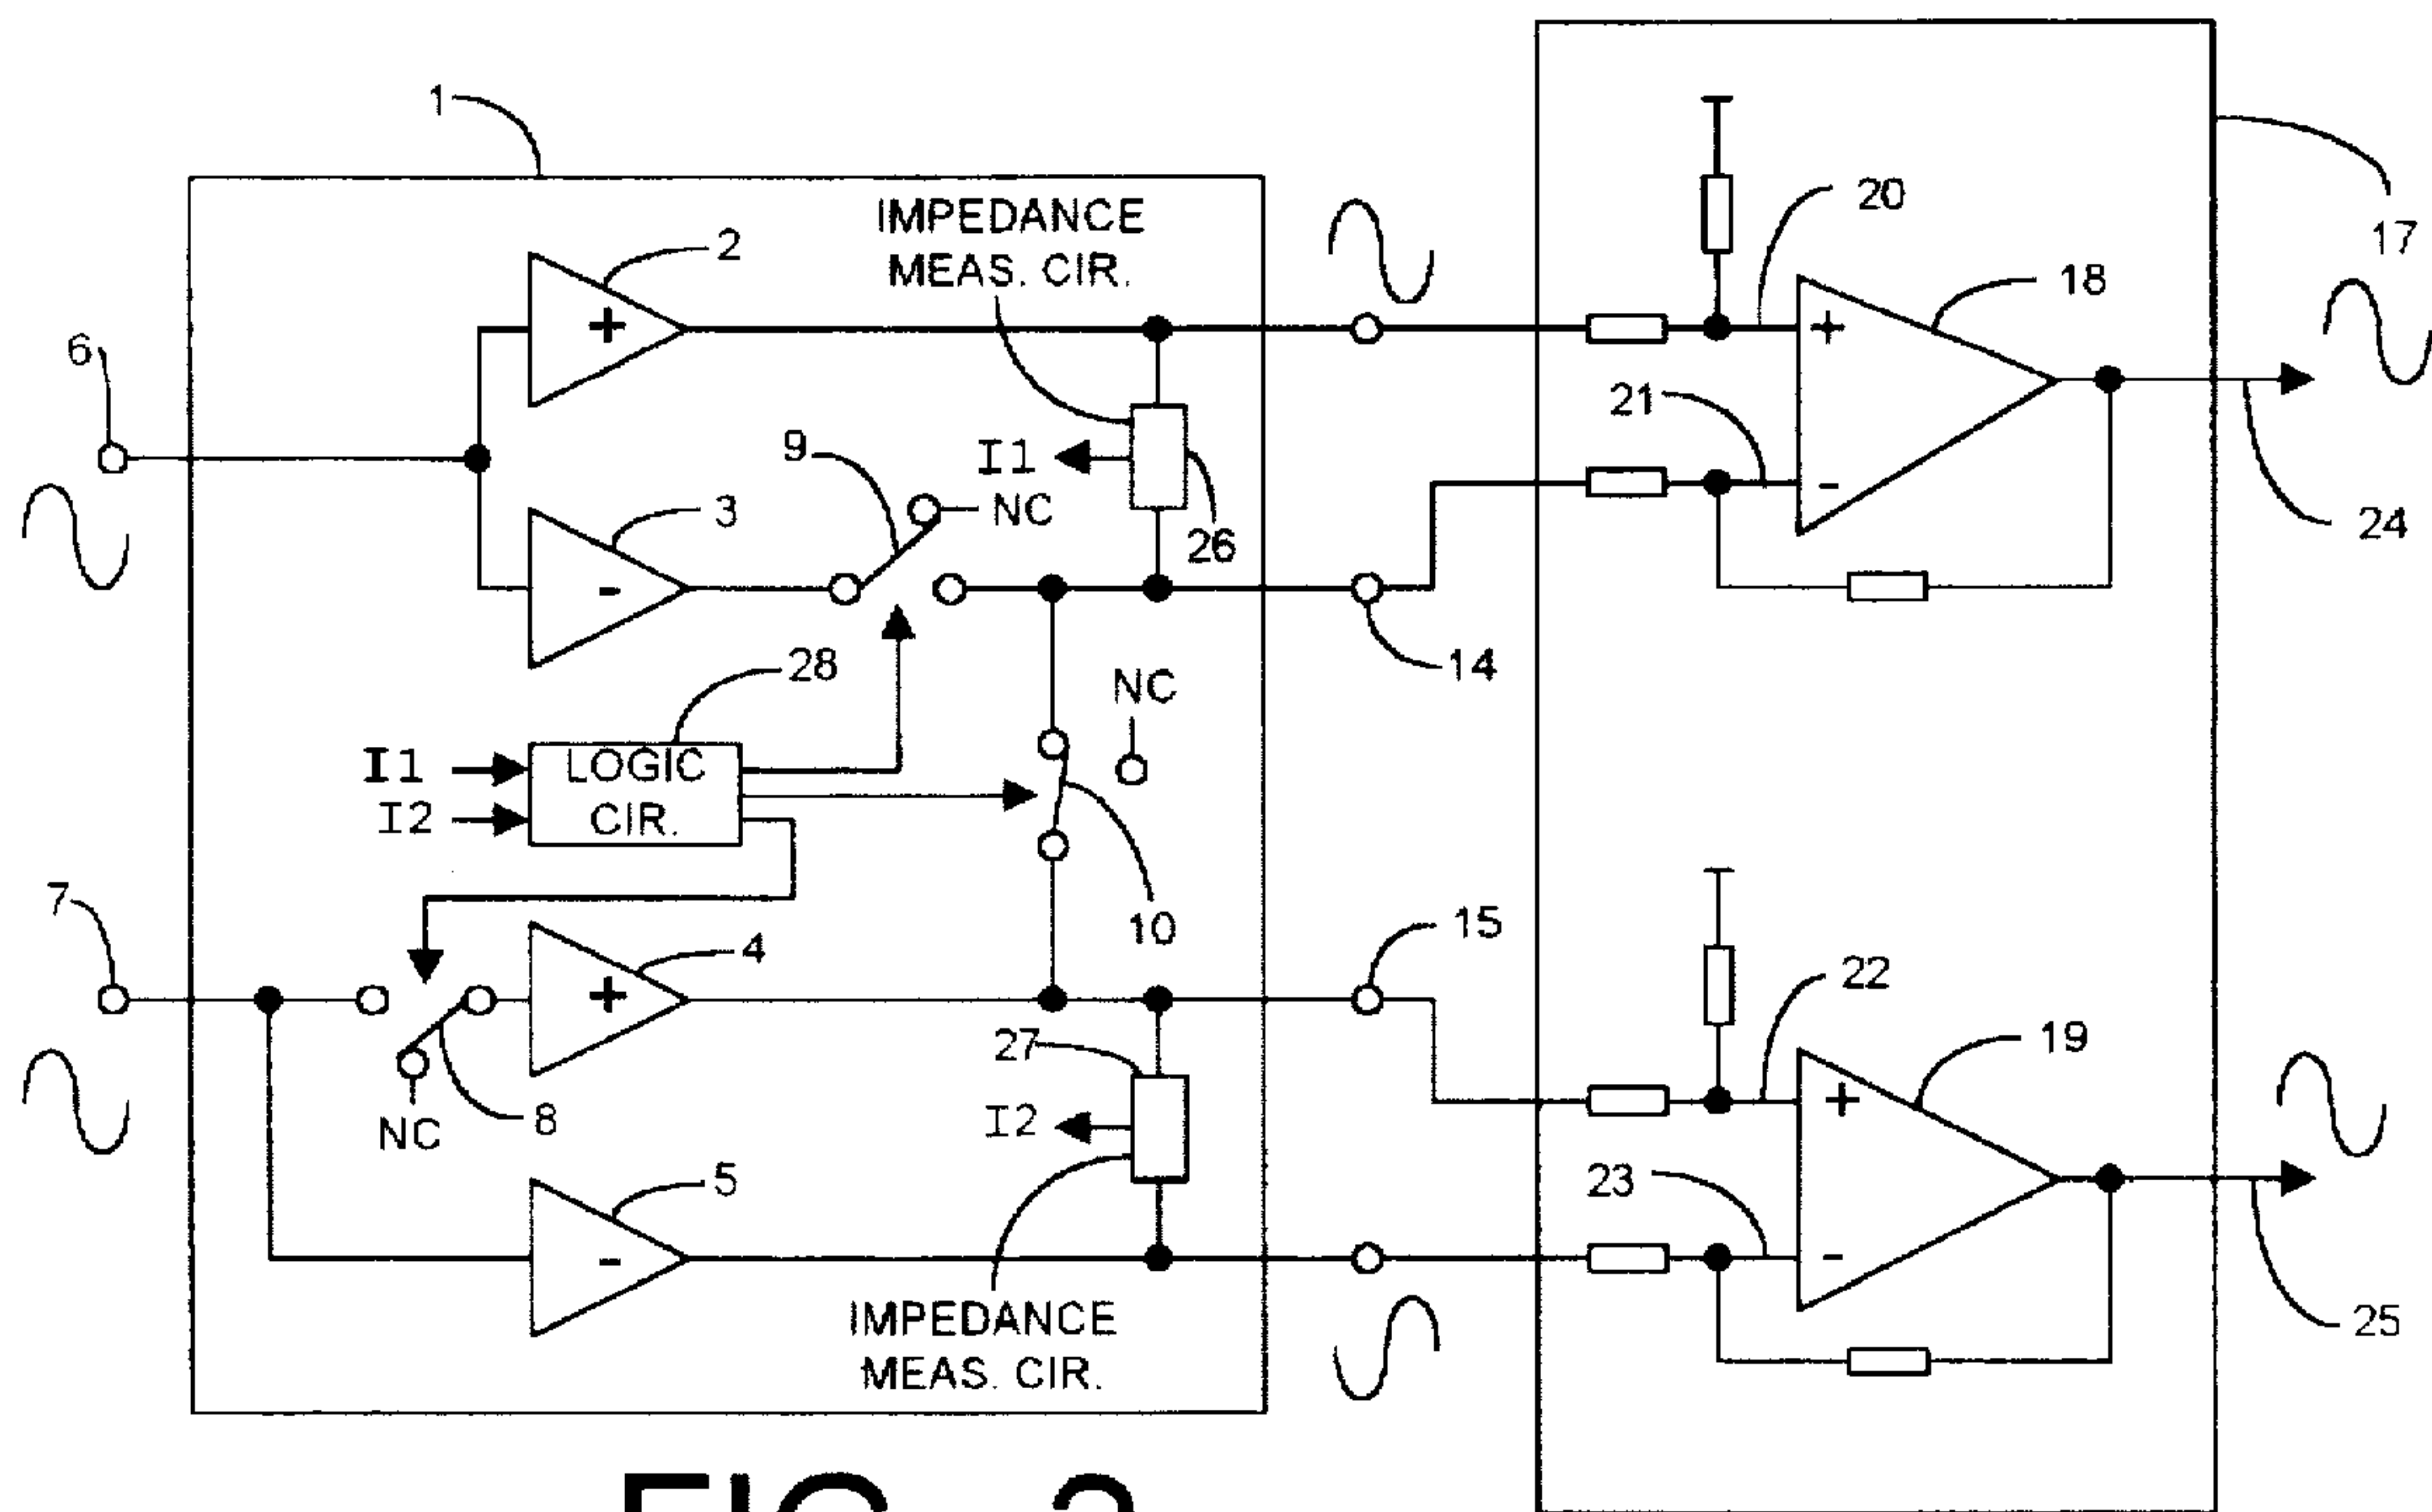 1
IMPEDANCE
MEAS. CIR.
2
20
17
6
+
+
18
21
9
I1
NC
-
3
26
24
-
28
14
NC
I1
LOGIC
I2
CIR.
7
10
15
4
+
22
27
19
8
NC
I2
+
5
23
-
-
IMPEDANCE
MEAS. CIR.
25